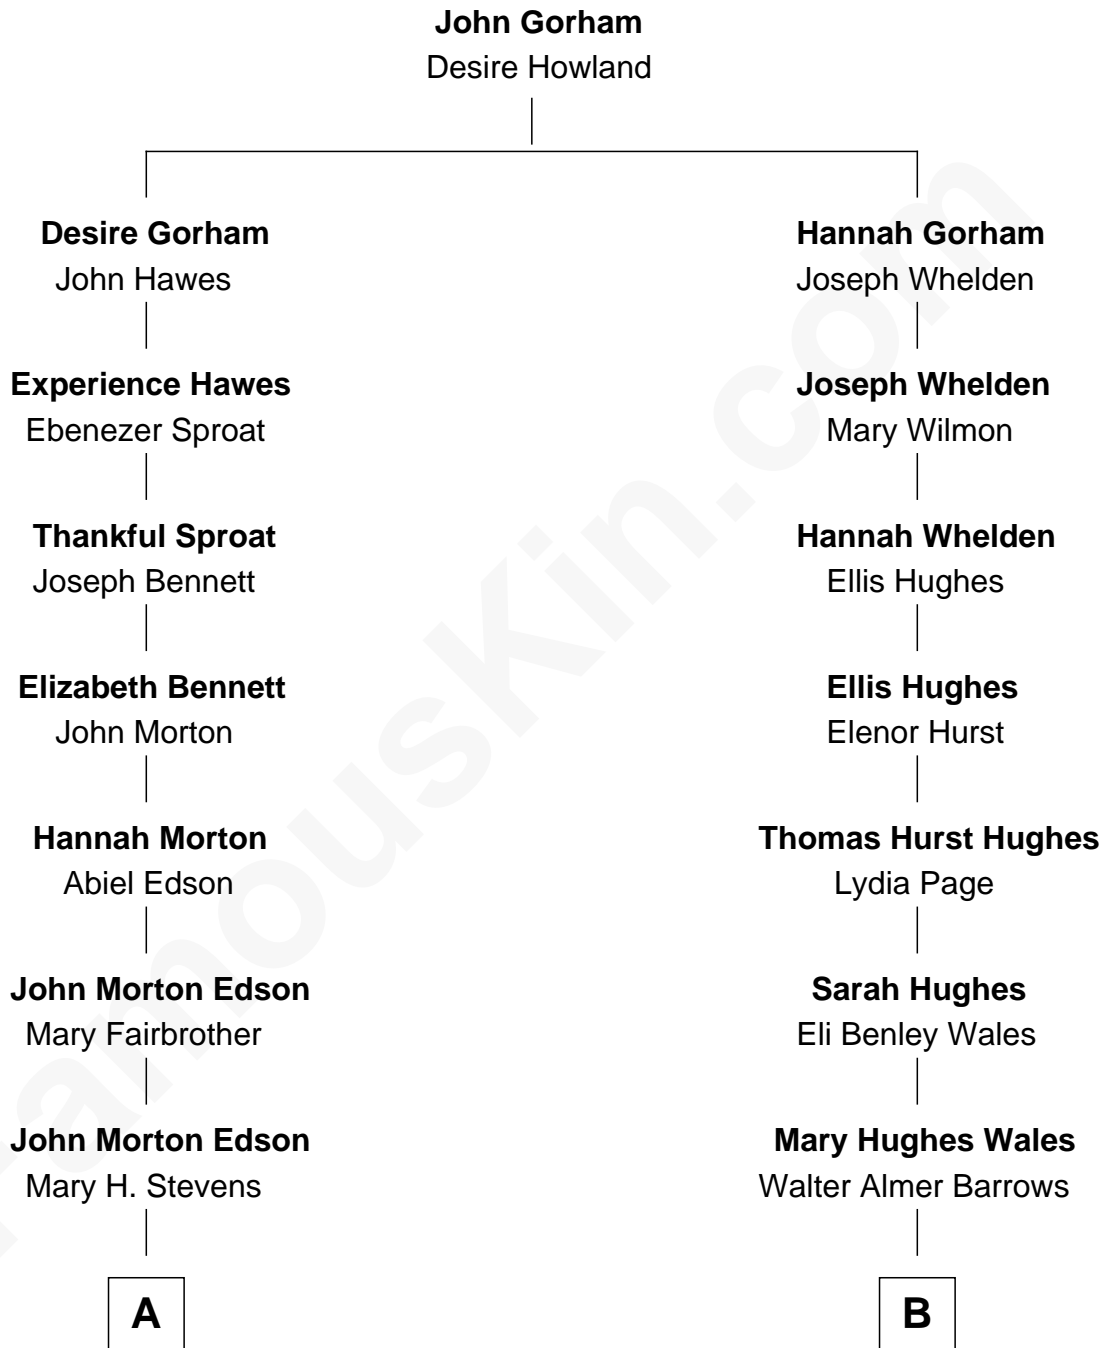 John Gorham
Desire Howland
Desire Gorham
John Hawes
Hannah Gorham
Joseph Whelden
Experience Hawes
Ebenezer Sproat
Joseph Whelden
Mary Wilmon
Thankful Sproat
Joseph Bennett
Hannah Whelden
Ellis Hughes
Elizabeth Bennett
John Morton
Ellis Hughes
Elenor Hurst
Hannah Morton
Abiel Edson
Thomas Hurst Hughes
Lydia Page
John Morton Edson
Mary Fairbrother
Sarah Hughes
Eli Benley Wales
John Morton Edson
Mary H. Stevens
Mary Hughes Wales
Walter Almer Barrows
A
B
FamousKin.com